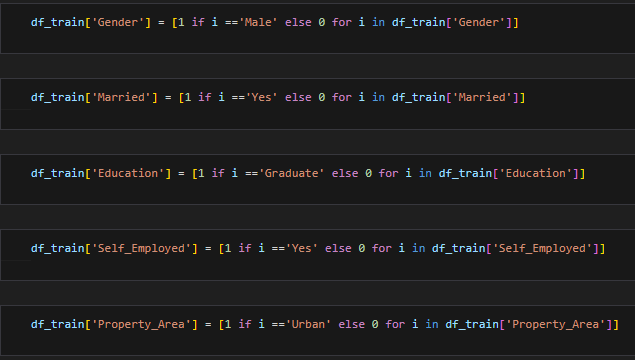 df_train['Gender'] = [1 if i =='Male' else 0 for i in df_train['Gender']]
df_train['Married'] = [1 if i =='Yes' else 0 for i in df_train['Married']]
df_train['Education'] = [1 if i =='Graduate' else 0 for i in df_train['Education']]
df_train['Self_Employed'] = [1 if i =='Yes' else 0 for i in df_train['Self_Employed']]
df_train['Property_Area'] = [1 if i =='Urban' else 0 for i in df_train['Property_Area']]